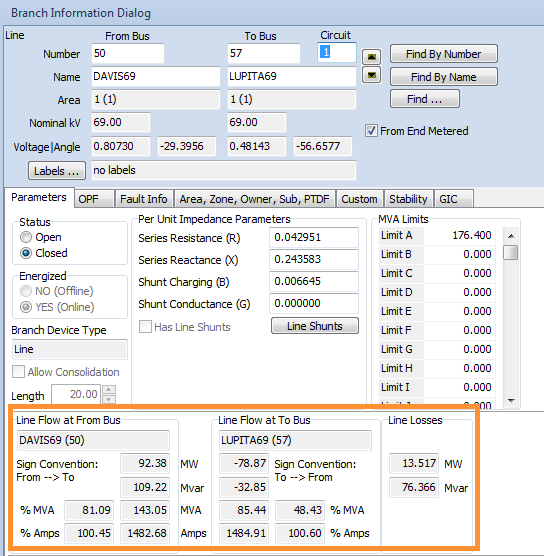 Branch Information Dialog
Line From Bus To Bus Circuit
Number 50 57 1 Find By Number
Name DAVIS69 LUPITA69 Find By Name
Area 1 (1) 1 (1) Find ...
Nominal kV 69.00 69.00 From End Metered
Voltage|Angle 0.80730 -29.3956 0.48143 -56.6577
Labels ... no labels
Parameters OPF Fault Info Area, Zone, Owner, Sub, PTDF Custom Stability GIC
Status
Open
Closed
Energized
NO (Offline)
YES (Online)
Branch Device Type
Line
Allow Consolidation
Length 20.00
Per Unit Impedance Parameters
Series Resistance (R) 0.042951
Series Reactance (X) 0.243583
Shunt Charging (B) 0.006645
Shunt Conductance (G) 0.000000
Has Line Shunts Line Shunts
MVA Limits
Limit A 176.400
Limit B 0.000
Limit C 0.000
Limit D 0.000
Limit E 0.000
Limit F 0.000
Limit G 0.000
Limit H 0.000
Limit I 0.000
Line Flow at From Bus
DAVIS69 (50)
Sign Convention: 92.38 MW
From --> To
109.22 Mvar
% MVA 81.09 143.05 MVA
% Amps 100.45 1482.68 Amps
Line Flow at To Bus
LUPITA69 (57)
-78.87 Sign Convention:
To --> From
-32.85
85.44 48.43 % MVA
1484.91 100.60 % Amps
Line Losses
13.517 MW
76.366 Mvar